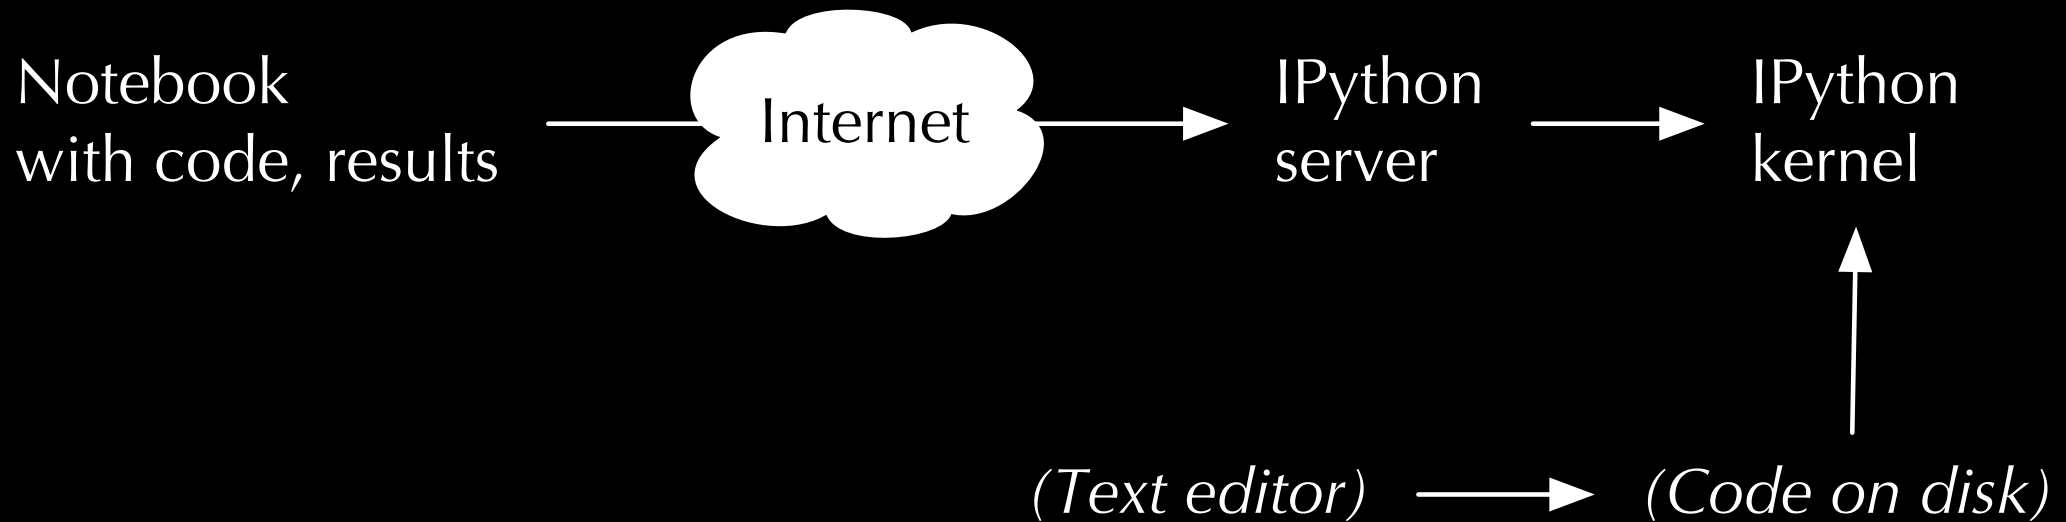 Notebook
with code, results
Internet
IPython
server
IPython
kernel
(Text editor)
(Code on disk)